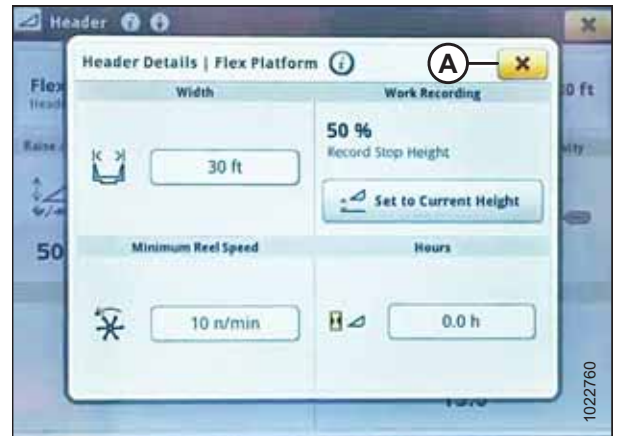 Header
Header Details | Flex Platform
A
Flex
0 ft
Width
Work Recording
50 %
Record Stop Height
30 ft
Set to Current Height
50
Minimum Reel Speed
Hours
10 n/min
0.0 h
1022760